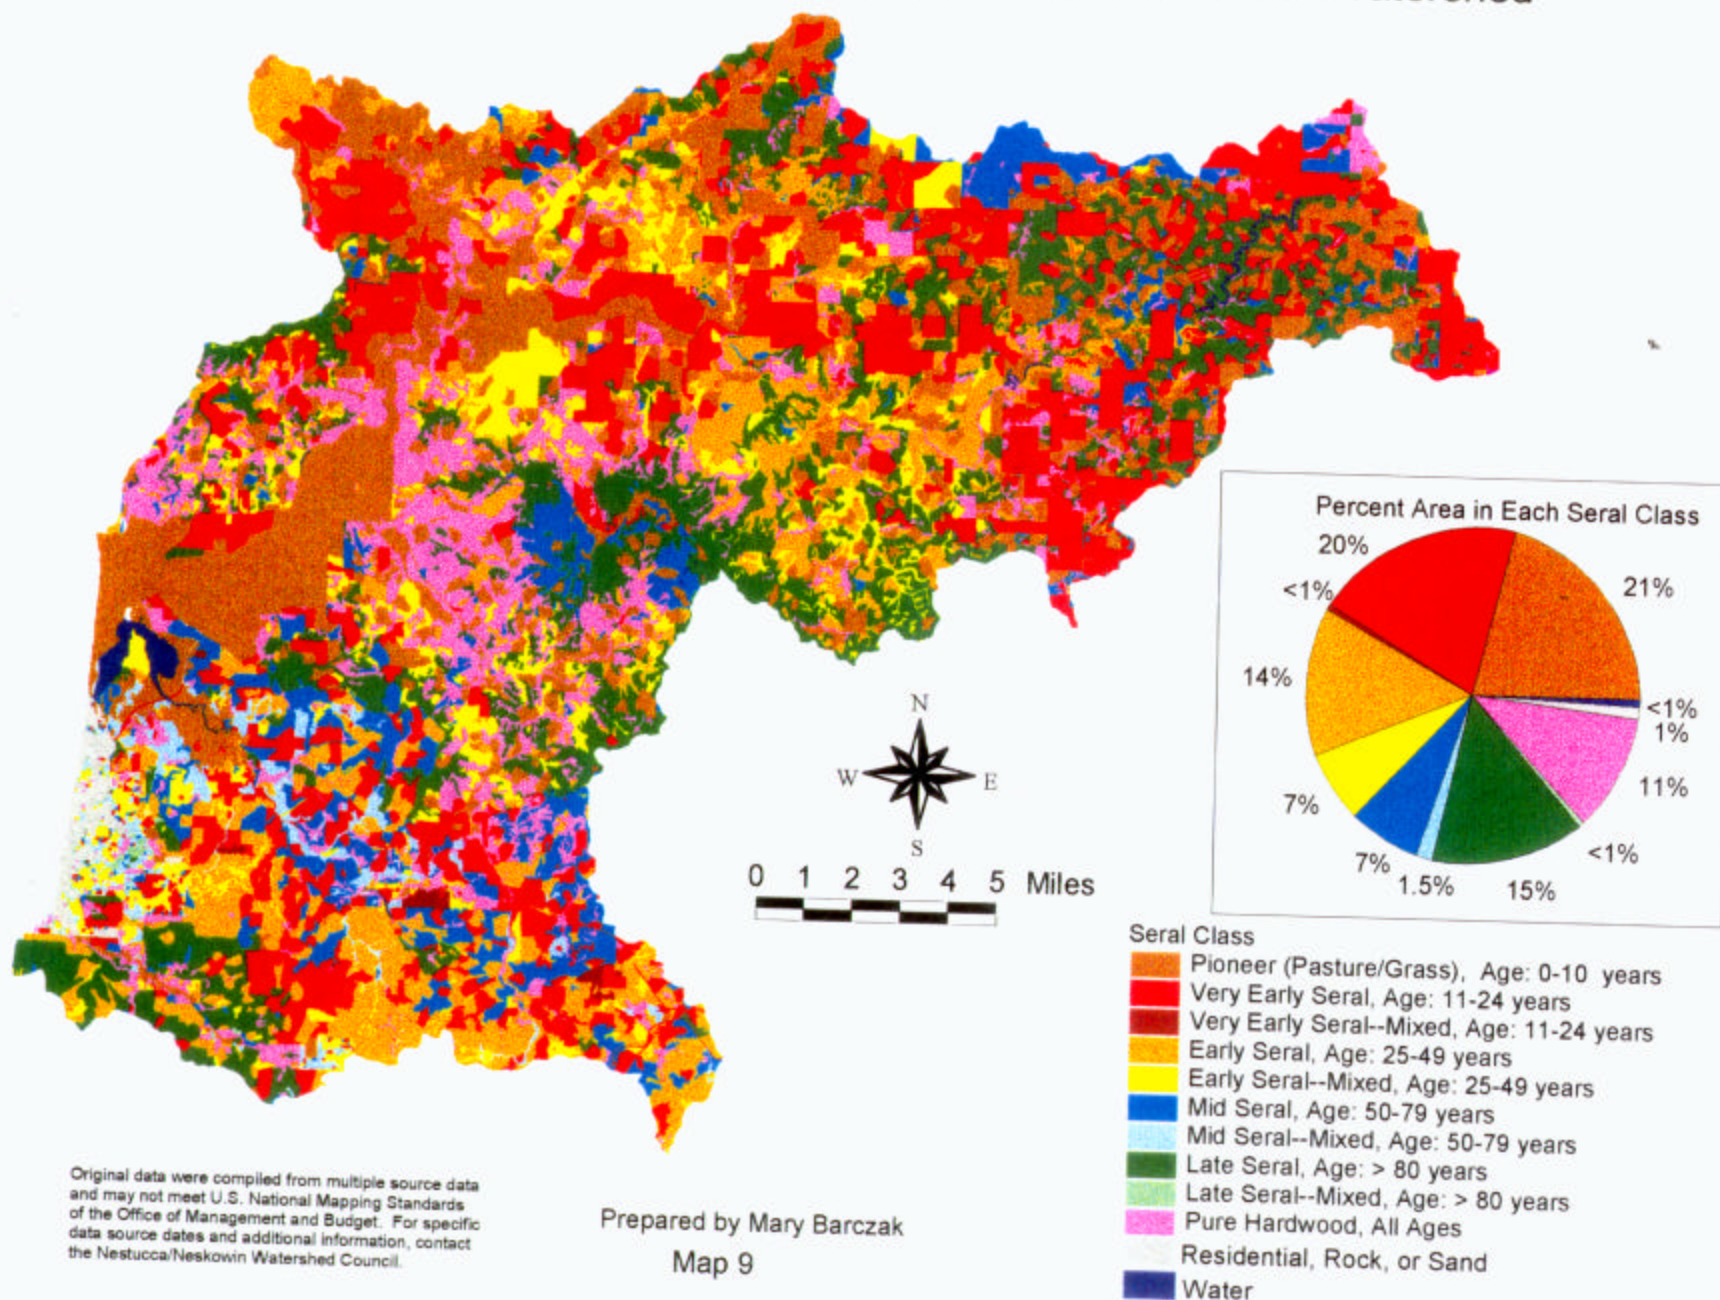 Percent Area in Each Seral Class
20%
21%
<1%
14%
<1%
1%
7%
11%
7%
<1%
1.5%
15%
N
W
E
S
0 1 2 3 4 5 Miles
Seral Class
Pioneer (Pasture/Grass), Age: 0-10 years
Very Early Seral, Age: 11-24 years
Very Early Seral--Mixed, Age: 11-24 years
Early Seral, Age: 25-49 years
Early Seral--Mixed, Age: 25-49 years
Mid Seral, Age: 50-79 years
Mid Seral--Mixed, Age: 50-79 years
Late Seral, Age: > 80 years
Late Seral--Mixed, Age: > 80 years
Pure Hardwood, All Ages
Residential, Rock, or Sand
Water
Original data were compiled from multiple source data
and may not meet U.S. National Mapping Standards
of the Office of Management and Budget. For specific
data source dates and additional information, contact
the Nestucca/Neskowin Watershed Council.
Prepared by Mary Barczak
Map 9